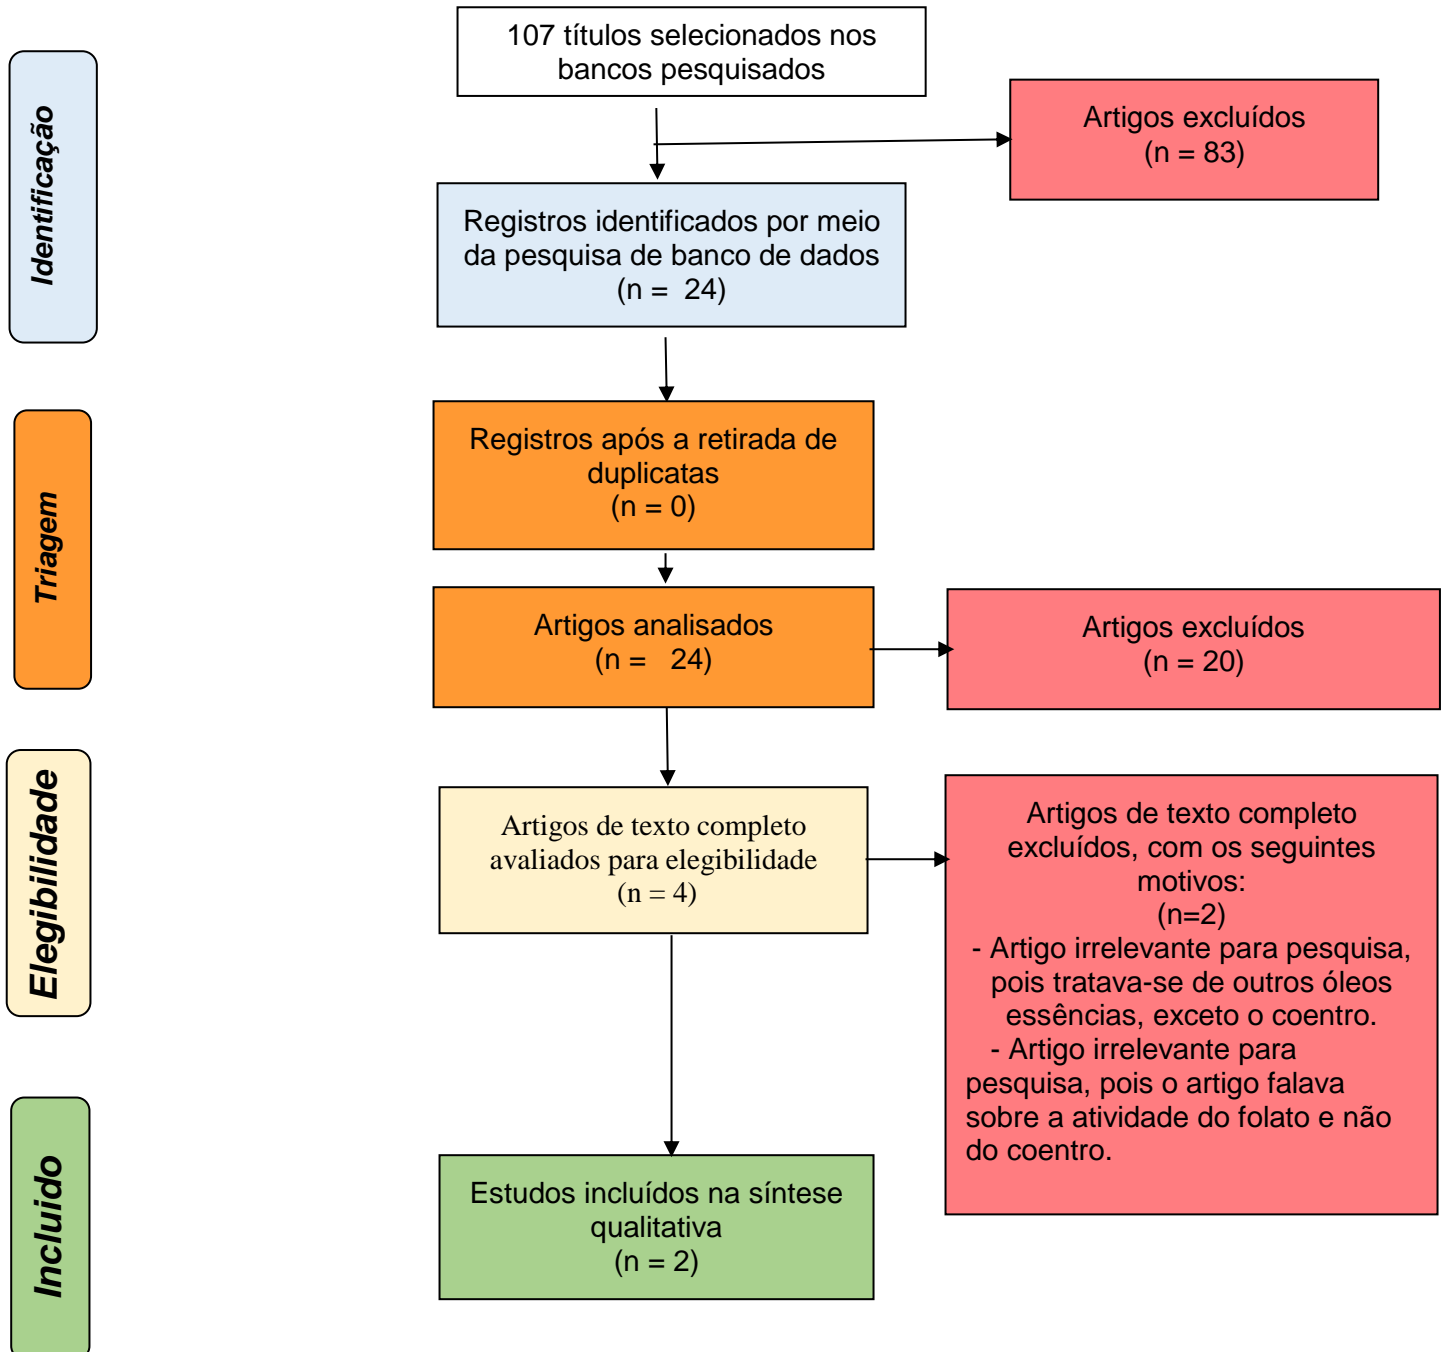 107 títulos selecionados nos
bancos pesquisados
Identificação
Artigos excluídos
(n = 83)
Registros identificados por meio
da pesquisa de banco de dados
(n =  24)
Triagem
Registros após a retirada de
duplicatas
(n = 0)
Artigos analisados
(n =   24)
Artigos excluídos
(n = 20)
Elegibilidade
Artigos de texto completo
avaliados para elegibilidade
(n = 4)
Artigos de texto completo
excluídos, com os seguintes
motivos:
(n=2)
- Artigo irrelevante para pesquisa,
pois tratava-se de outros óleos
essências, exceto o coentro.
- Artigo irrelevante para
pesquisa, pois o artigo falava
sobre a atividade do folato e não
do coentro.
Incluido
Estudos incluídos na síntese
qualitativa
(n = 2)